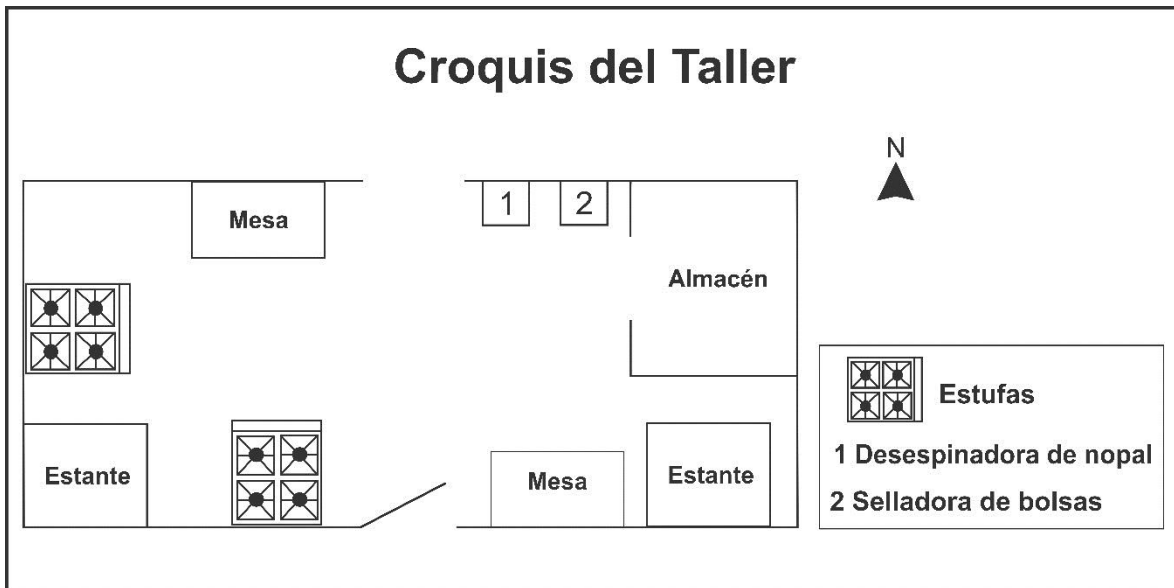 Croquis del Taller
N
Mesa
1
2
Almacén
Estante
Mesa
Estante
Estufas
1 Desespinadora de nopal
2 Selladora de bolsas